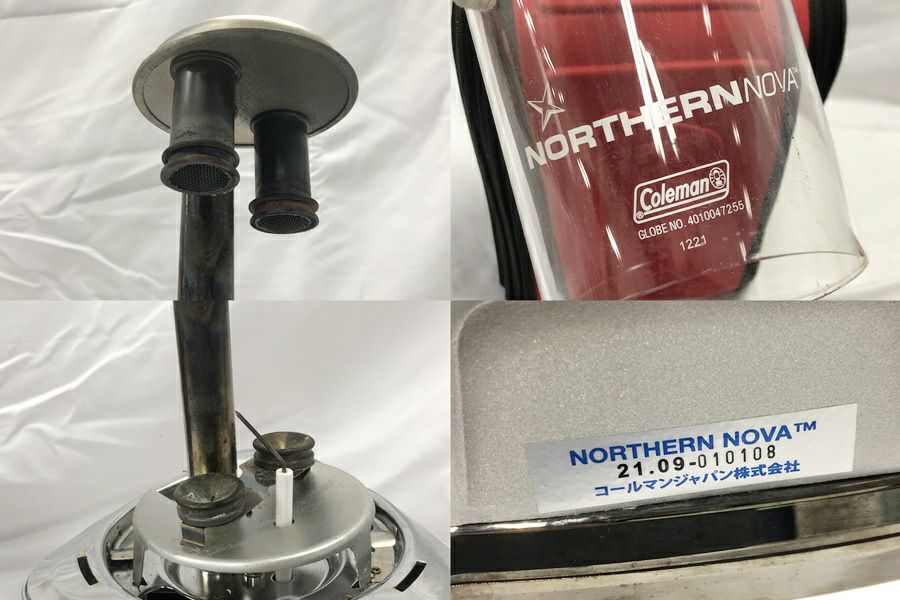 NORTHERN NOVA™
Coleman®
GLOBE NO. 4010047255
1221
NORTHERN NOVA™
21.09-010108
コールマンジャパン株式会社